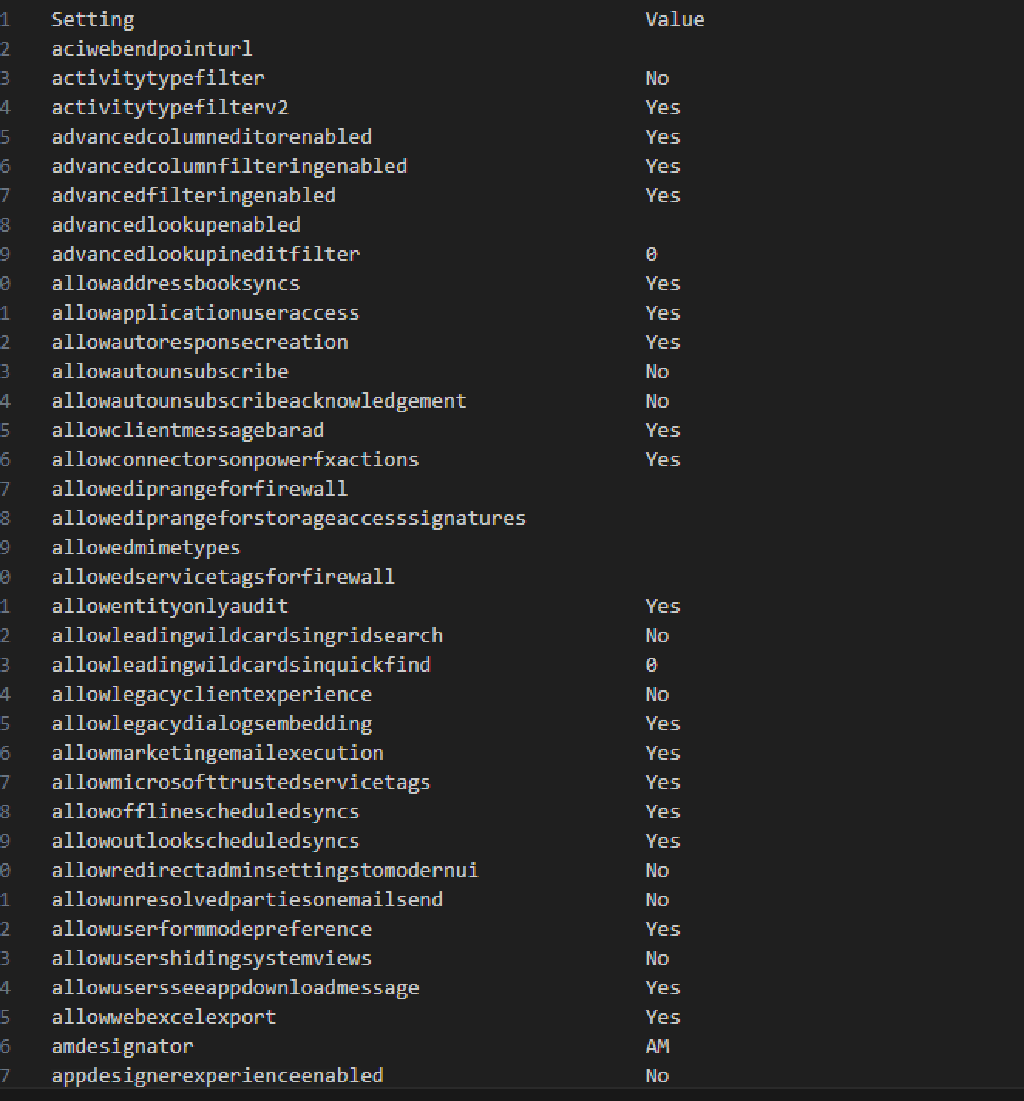 1 Setting Value
2 aciwebendpointurl
3 activitytypefilter No
4 activitytypefilterv2 Yes
5 advancedcolumneditorenabled Yes
6 advancedcolumnfilteringenabled Yes
7 advancedfilteringenabled Yes
8 advancedlookupenabled
9 advancedlookupineditfilter 0
0 allowaddressbooksyncs Yes
1 allowapplicationuseraccess Yes
2 allowautoresponsecreation Yes
3 allowautounsubscribe No
4 allowautounsubscribeacknowledgement No
5 allowclientmessagebarad Yes
6 allowconnectorsonpowerfxactions Yes
7 allowediprangeforfirewall
8 allowediprangeforstorageaccesssignatures
9 allowedmimetypes
0 allowedservicetagsforfirewall
1 allowentityonlyaudit Yes
2 allowleadingwildcardsingridsearch No
3 allowleadingwildcardsinquickfind 0
4 allowlegacyclientexperience No
5 allowlegacydialogsembedding Yes
6 allowmarketingemailexecution Yes
7 allowmicrosofttrustedservicetags Yes
8 allowofflinescheduledsyncs Yes
9 allowoutlookscheduledsyncs Yes
0 allowredirectadminsettingstomodernui No
1 allowunresolvedpartiesonemailsend No
2 allowuserformmodepreference Yes
3 allowusershidingsystemviews No
4 allowusersseeappdownloadmessage Yes
5 allowwebexcelexport Yes
6 amdesignator AM
7 appdesignerexperienceenabled No